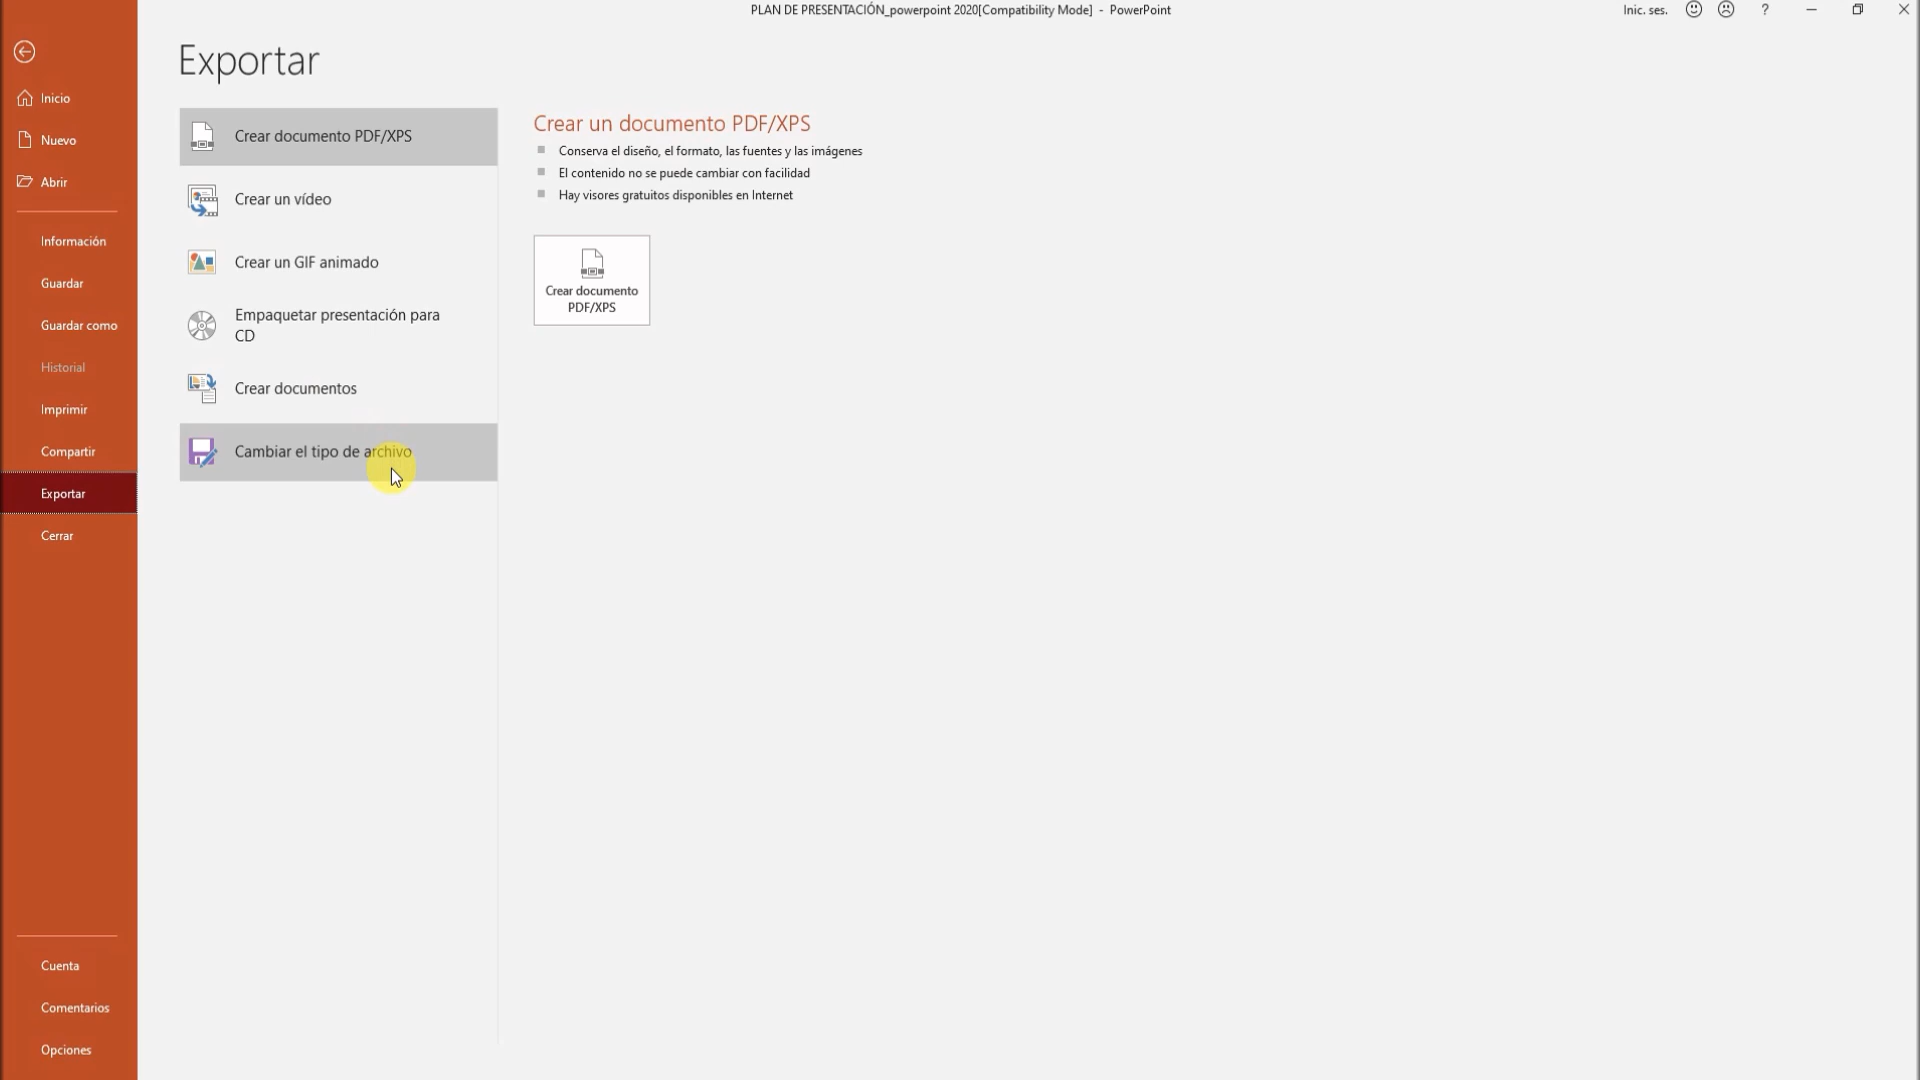 PLAN DE PRESENTACIÓN_powerpoint 2020[Compatibility Mode] - PowerPoint
Inic. ses.
?
Exportar
Inicio
Nuevo
Abrir
Información
Guardar
Guardar como
Historial
Imprimir
Compartir
Exportar
Cerrar
Cuenta
Comentarios
Opciones
Crear documento PDF/XPS
Crear un vídeo
Crear un GIF animado
Empaquetar presentación para
CD
Crear documentos
Cambiar el tipo de archivo
Crear un documento PDF/XPS
Conserva el diseño, el formato, las fuentes y las imágenes
El contenido no se puede cambiar con facilidad
Hay visores gratuitos disponibles en Internet
Crear documento
PDF/XPS